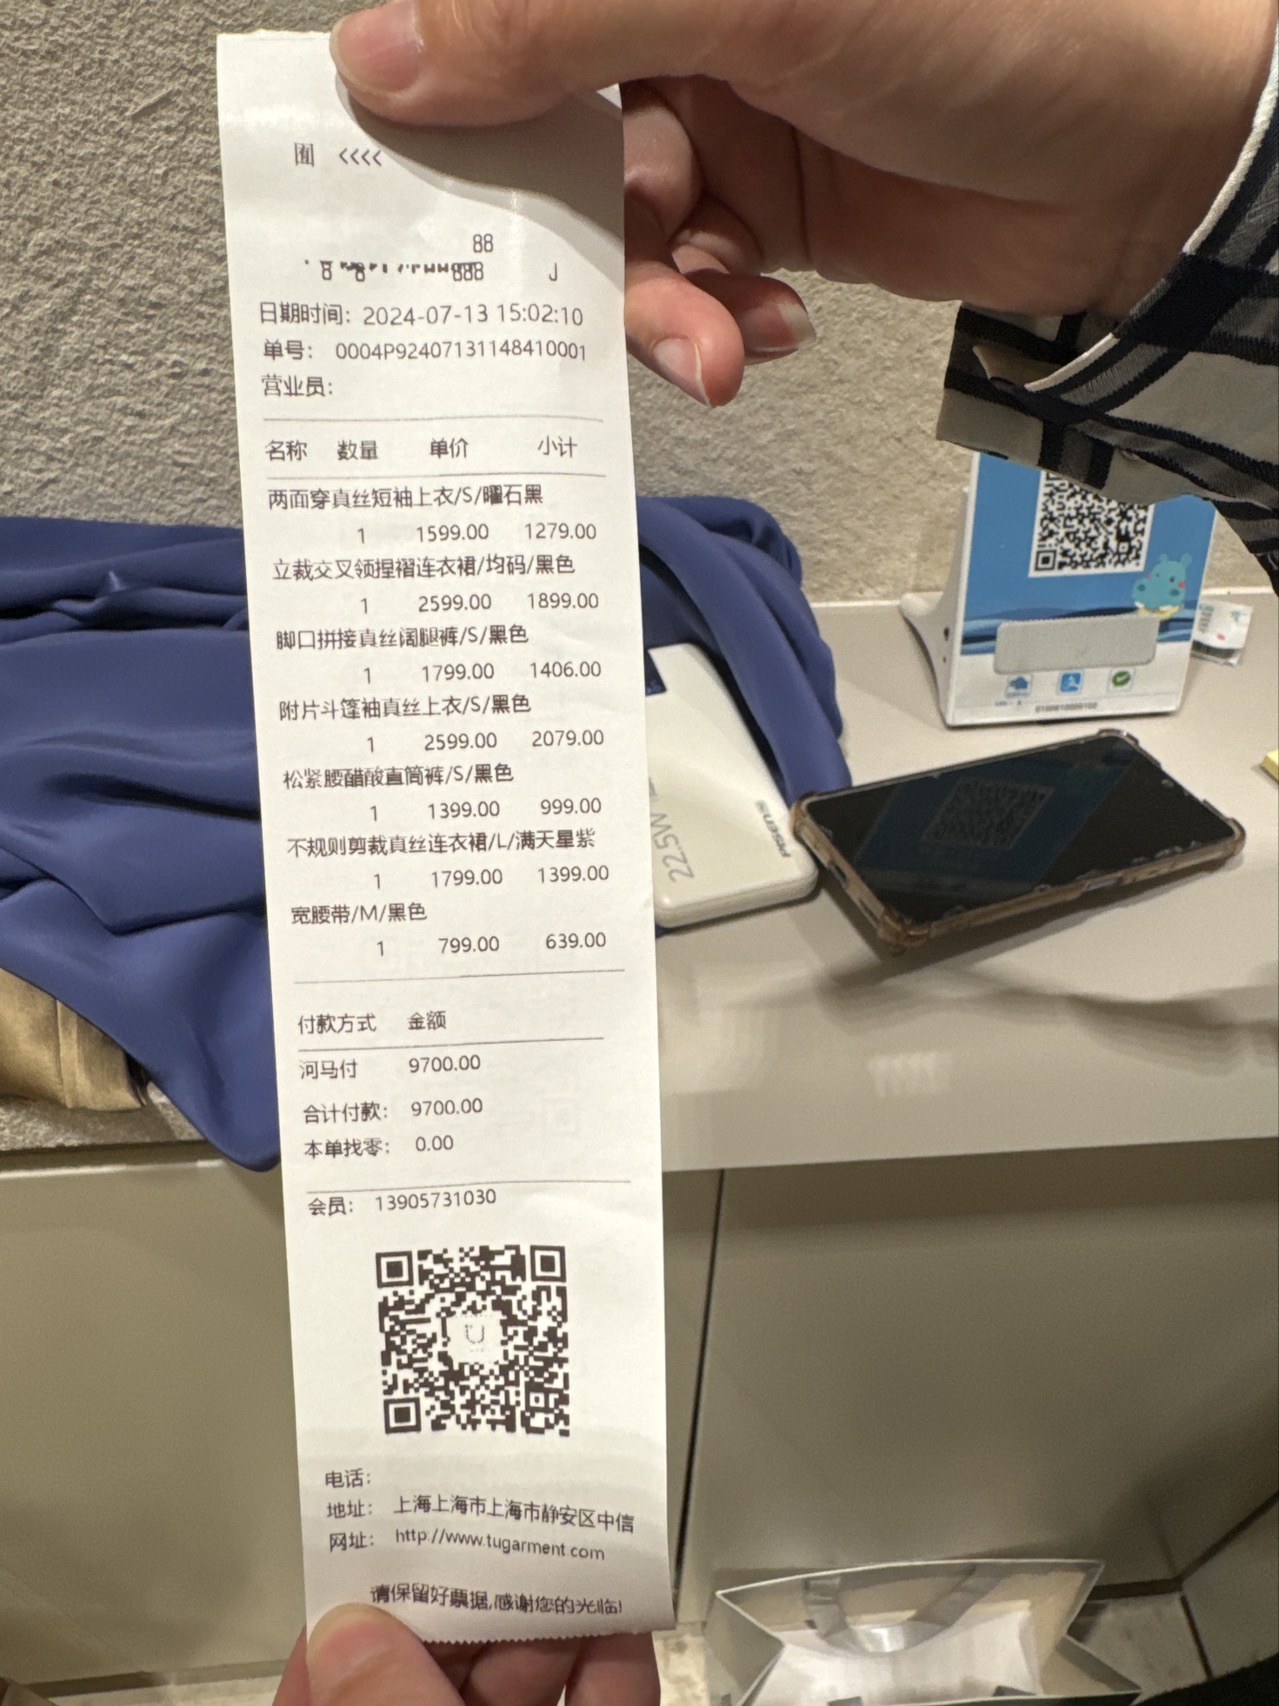 囿 <<<<
88
日期时间: 2024-07-13 15:02:10
单号: 0004P92407131148410001
营业员:
名称 数量 单价 小计
两面穿真丝短袖上衣/S/曜石黑
1 1599.00 1279.00
立裁交叉领捏褶连衣裙/均码/黑色
1 2599.00 1899.00
脚口拼接真丝阔腿裤/S/黑色
1 1799.00 1406.00
附片斗篷袖真丝上衣/S/黑色
1 2599.00 2079.00
松紧腰醋酸直筒裤/S/黑色
1 1399.00 999.00
不规则剪裁真丝连衣裙/L/满天星紫
1 1799.00 1399.00
宽腰带/M/黑色
1 799.00 639.00
付款方式 金额
河马付 9700.00
合计付款: 9700.00
本单找零: 0.00
会员: 13905731030
电话:
地址: 上海上海市上海市静安区中信
网址: http://www.tugarment.com
请保留好票据,感谢您的光临!
22.5W
PISEN